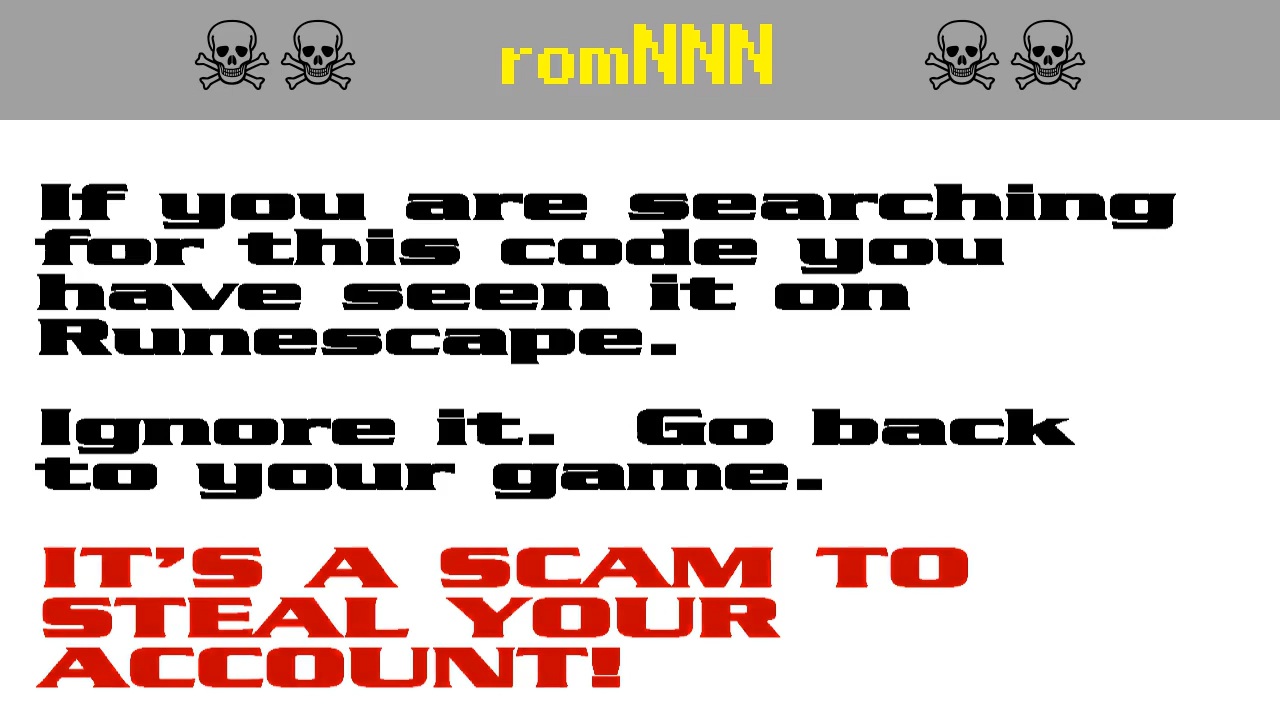 romNNN
If you are searching
for this code you
have seen it on
Runescape.
Ignore it. Go back
to your game.
IT'S A SCAM TO
STEAL YOUR
ACCOUNT!